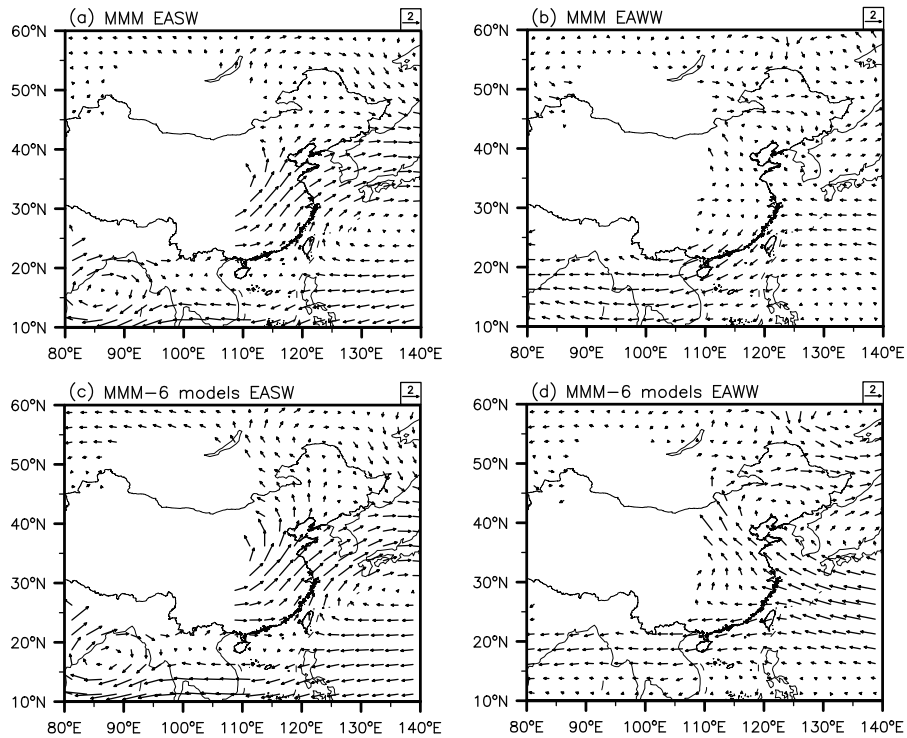 (a) MMM EASW 2
(b) MMM EAWW 2
60°N 60°N
50°N 50°N
40°N 40°N
30°N 30°N
20°N 20°N
10°N 10°N
80°E 90°E 100°E 110°E 120°E 130°E 140°E
80°E 90°E 100°E 110°E 120°E 130°E 140°E
(c) MMM−6 models EASW 2
(d) MMM−6 models EAWW 2
60°N 60°N
50°N 50°N
40°N 40°N
30°N 30°N
20°N 20°N
10°N 10°N
80°E 90°E 100°E 110°E 120°E 130°E 140°E
80°E 90°E 100°E 110°E 120°E 130°E 140°E